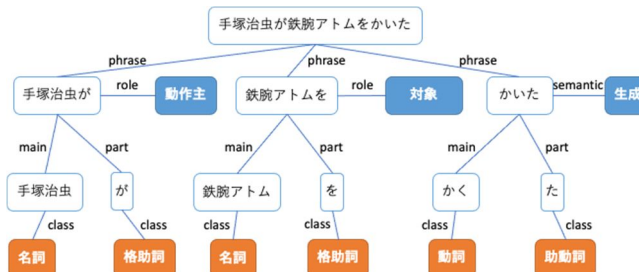 手塚治虫が鉄腕アトムをかいた
phrase phrase phrase
手塚治虫が role 動作主 鉄腕アトムを role 対象 かいた semantic 生成
main part main part main part
手塚治虫 が 鉄腕アトム を かく た
class class class class class class
名詞 格助詞 名詞 格助詞 動詞 助動詞